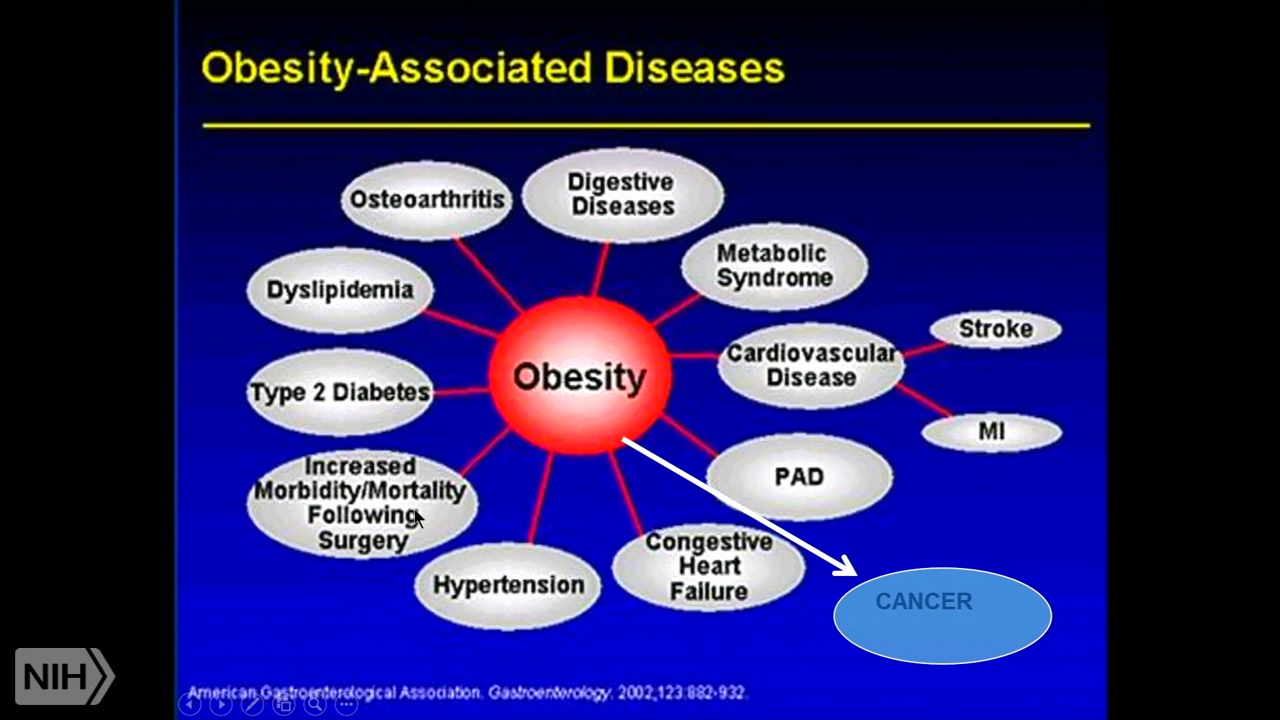 Obesity-Associated Diseases
Osteoarthritis
Digestive
Diseases
Metabolic
Syndrome
Dyslipidemia
Stroke
Cardiovascular
Disease
Obesity
Type 2 Diabetes
MI
Increased
Morbidity/Mortality
Following
Surgery
PAD
Congestive
Heart
Failure
Hypertension
CANCER
NIH
American Gastroenterological Association. Gastroenterology. 2002;123:882-932.